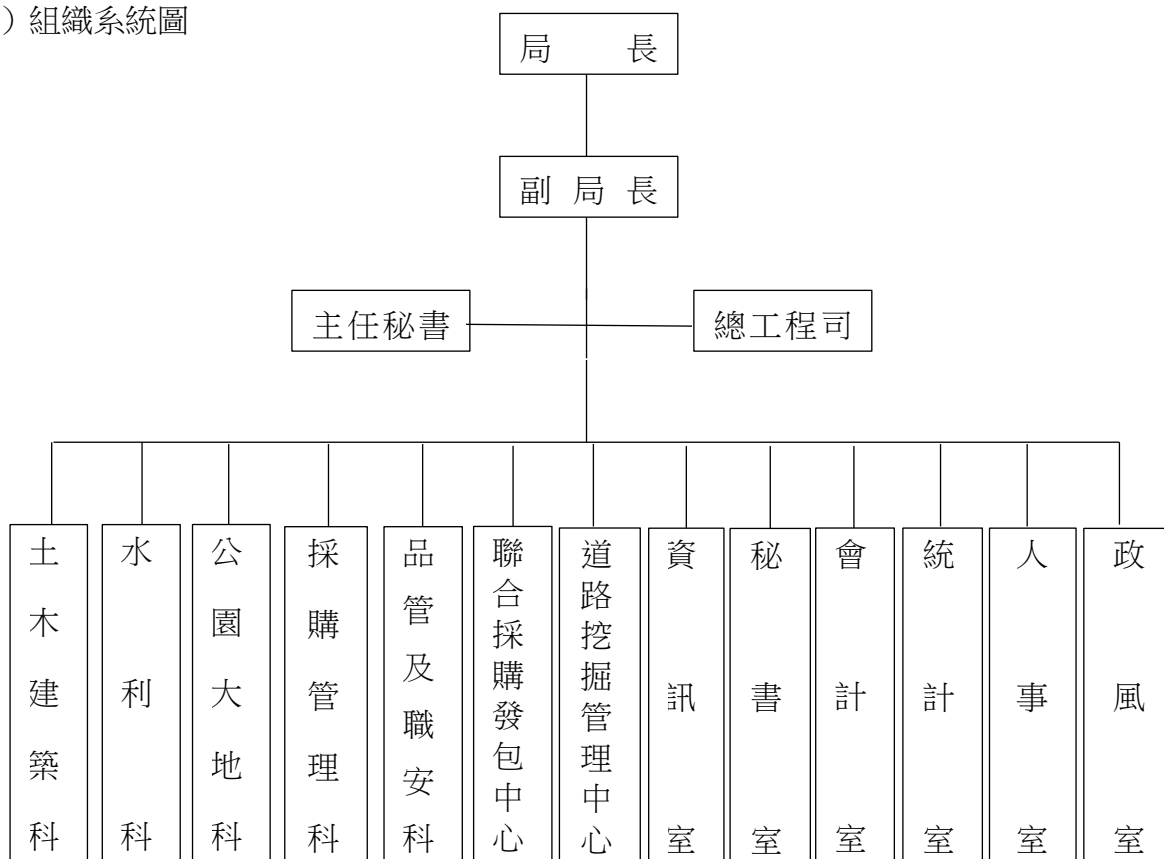 ）組織系統圖
局長
副局長
主任秘書
總工程司
土木建築科
水利科
公園大地科
採購管理科
品管及職安科
聯合採購發包中心
道路挖掘管理中心
資訊室
秘書室
會計室
統計室
人事室
政風室